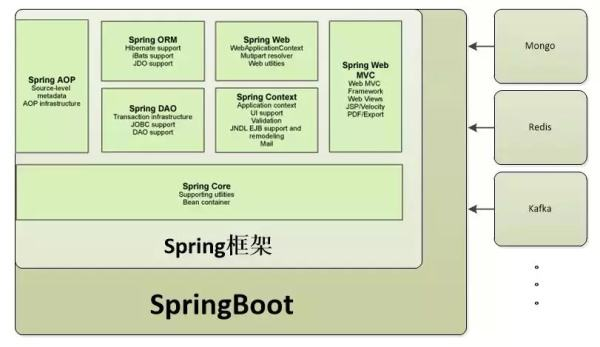 Spring AOP
Source-level
metadata
AOP infrastructure
Spring ORM
Hibernate support
iBats support
JDO support
Spring DAO
Transaction infrastructure
JOBC support
DAO support
Spring Web
WebApplicationContext
Mutipart resolver
Web utilities
Spring Context
Application context
UI support
Validation
JNDL EJB support and
remodeling
Mail
Spring Web
MVC
Web MVC
Framework
Web Views
JSP/Velocity
PDF/Export
Spring Core
Supporting utlities
Bean container
Spring框架
SpringBoot
Mongo
Redis
Kafka